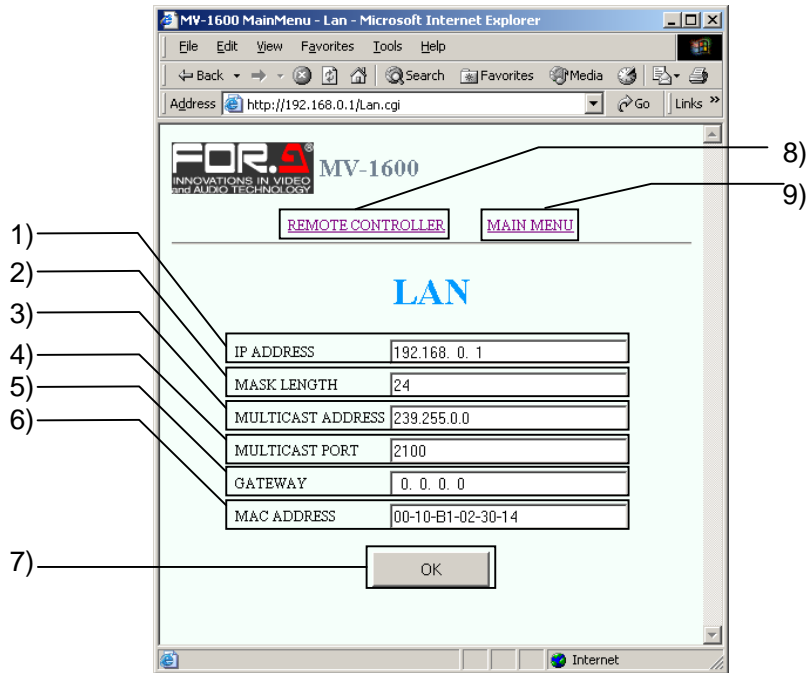 MV-1600 MainMenu - Lan - Microsoft Internet Explorer
File Edit View Favorites Tools Help
Back Search Favorites Media
Address http://192.168.0.1/Lan.cgi Go Links »
FOR.A®
INNOVATIONS IN VIDEO
and AUDIO TECHNOLOGY
MV-1600
8)
9)
REMOTE CONTROLLER MAIN MENU
LAN
1)
2)
3)
4)
5)
6)
IP ADDRESS 192.168. 0. 1
MASK LENGTH 24
MULTICAST ADDRESS 239.255.0.0
MULTICAST PORT 2100
GATEWAY 0. 0. 0. 0
MAC ADDRESS 00-10-B1-02-30-14
7)
OK
Internet